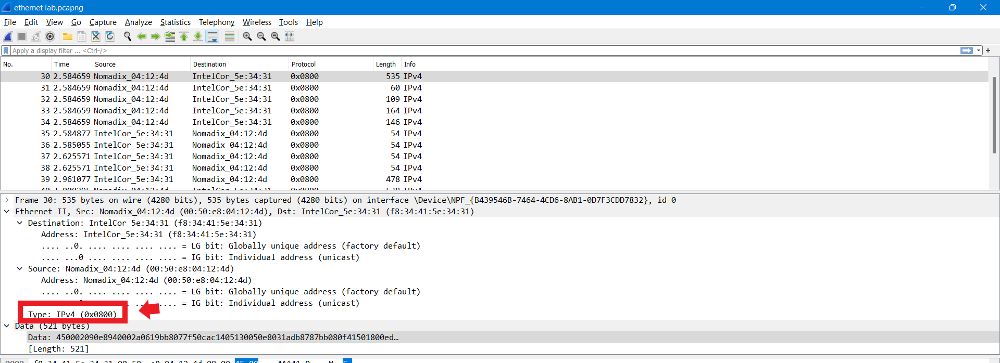 ethernet lab.pcapng
File Edit View Go Capture Analyze Statistics Telephony Wireless Tools Help
Apply a display filter ... <Ctrl-/>
No. Time Source Destination Protocol Length Info
30 2.584659 Nomadix_04:12:4d IntelCor_5e:34:31 0x0800 535 IPv4
31 2.584659 Nomadix_04:12:4d IntelCor_5e:34:31 0x0800 60 IPv4
32 2.584659 Nomadix_04:12:4d IntelCor_5e:34:31 0x0800 109 IPv4
33 2.584659 Nomadix_04:12:4d IntelCor_5e:34:31 0x0800 164 IPv4
34 2.584659 Nomadix_04:12:4d IntelCor_5e:34:31 0x0800 146 IPv4
35 2.584877 IntelCor_5e:34:31 Nomadix_04:12:4d 0x0800 54 IPv4
36 2.585055 IntelCor_5e:34:31 Nomadix_04:12:4d 0x0800 54 IPv4
37 2.625571 IntelCor_5e:34:31 Nomadix_04:12:4d 0x0800 54 IPv4
38 2.625571 IntelCor_5e:34:31 Nomadix_04:12:4d 0x0800 54 IPv4
39 2.961077 IntelCor_5e:34:31 Nomadix_04:12:4d 0x0800 478 IPv4
Frame 30: 535 bytes on wire (4280 bits), 535 bytes captured (4280 bits) on interface \Device\NPF_{B439546B-7464-4CD6-8AB1-0D7F3CDD7832}, id 0
Ethernet II, Src: Nomadix_04:12:4d (00:50:e8:04:12:4d), Dst: IntelCor_5e:34:31 (f8:34:41:5e:34:31)
Destination: IntelCor_5e:34:31 (f8:34:41:5e:34:31)
Address: IntelCor_5e:34:31 (f8:34:41:5e:34:31)
.... ..0. .... .... .... .... = LG bit: Globally unique address (factory default)
.... ...0 .... .... .... .... = IG bit: Individual address (unicast)
Source: Nomadix_04:12:4d (00:50:e8:04:12:4d)
Address: Nomadix_04:12:4d (00:50:e8:04:12:4d)
.... ..0. .... .... .... .... = LG bit: Globally unique address (factory default)
.... = IG bit: Individual address (unicast)
Type: IPv4 (0x0800)
Data (521 bytes)
Data: 450002090e8940002a0619bb8077f50cac1405130050e8031adb8787bb080f41501800ed…
[Length: 521]